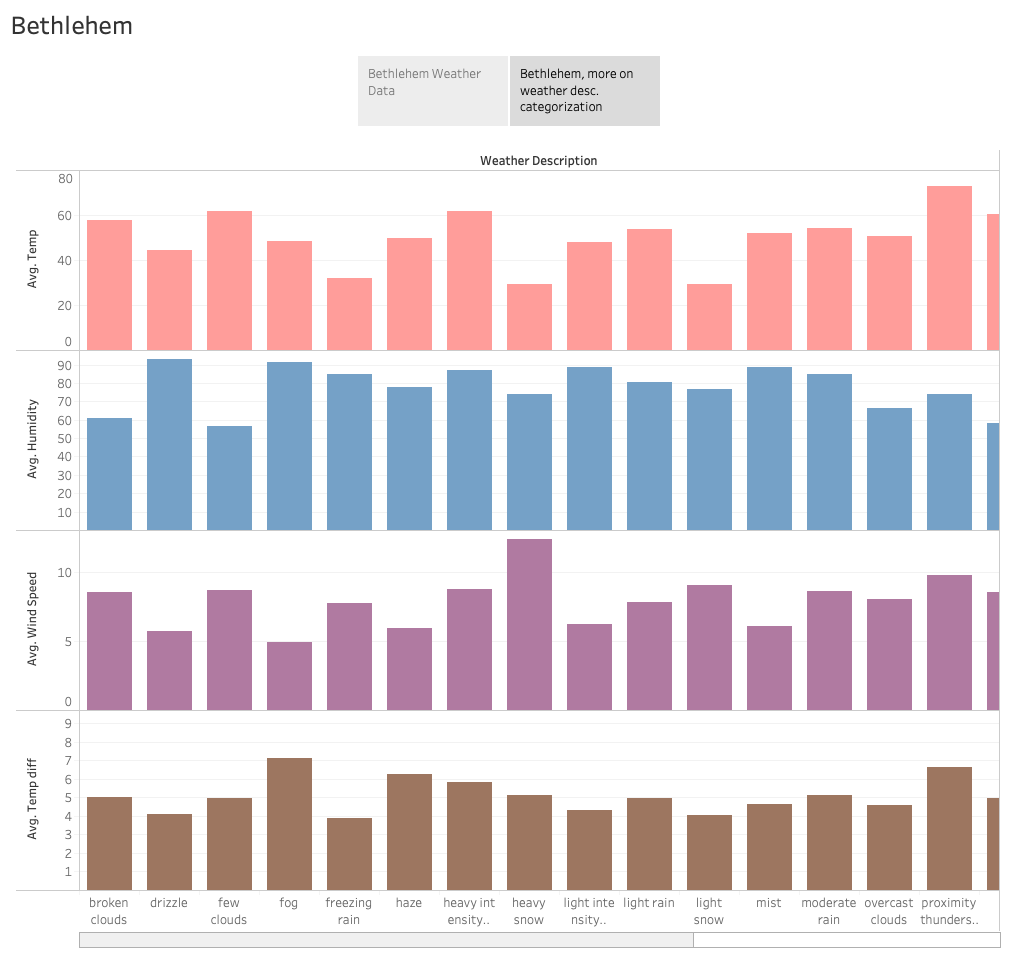 Bethlehem
Bethlehem Weather
Data
Bethlehem, more on
weather desc.
categorization
Weather Description
Avg. Temp
80
60
40
20
0
Avg. Humidity
90
80
70
60
50
40
30
20
10
Avg. Wind Speed
10
5
0
Avg. Temp diff
9
8
7
6
5
4
3
2
1
broken
clouds
drizzle
few
clouds
fog
freezing
rain
haze
heavy int
ensity..
heavy
snow
light inte
nsity..
light rain
light
snow
mist
moderate
rain
overcast
clouds
proximity
thunders..